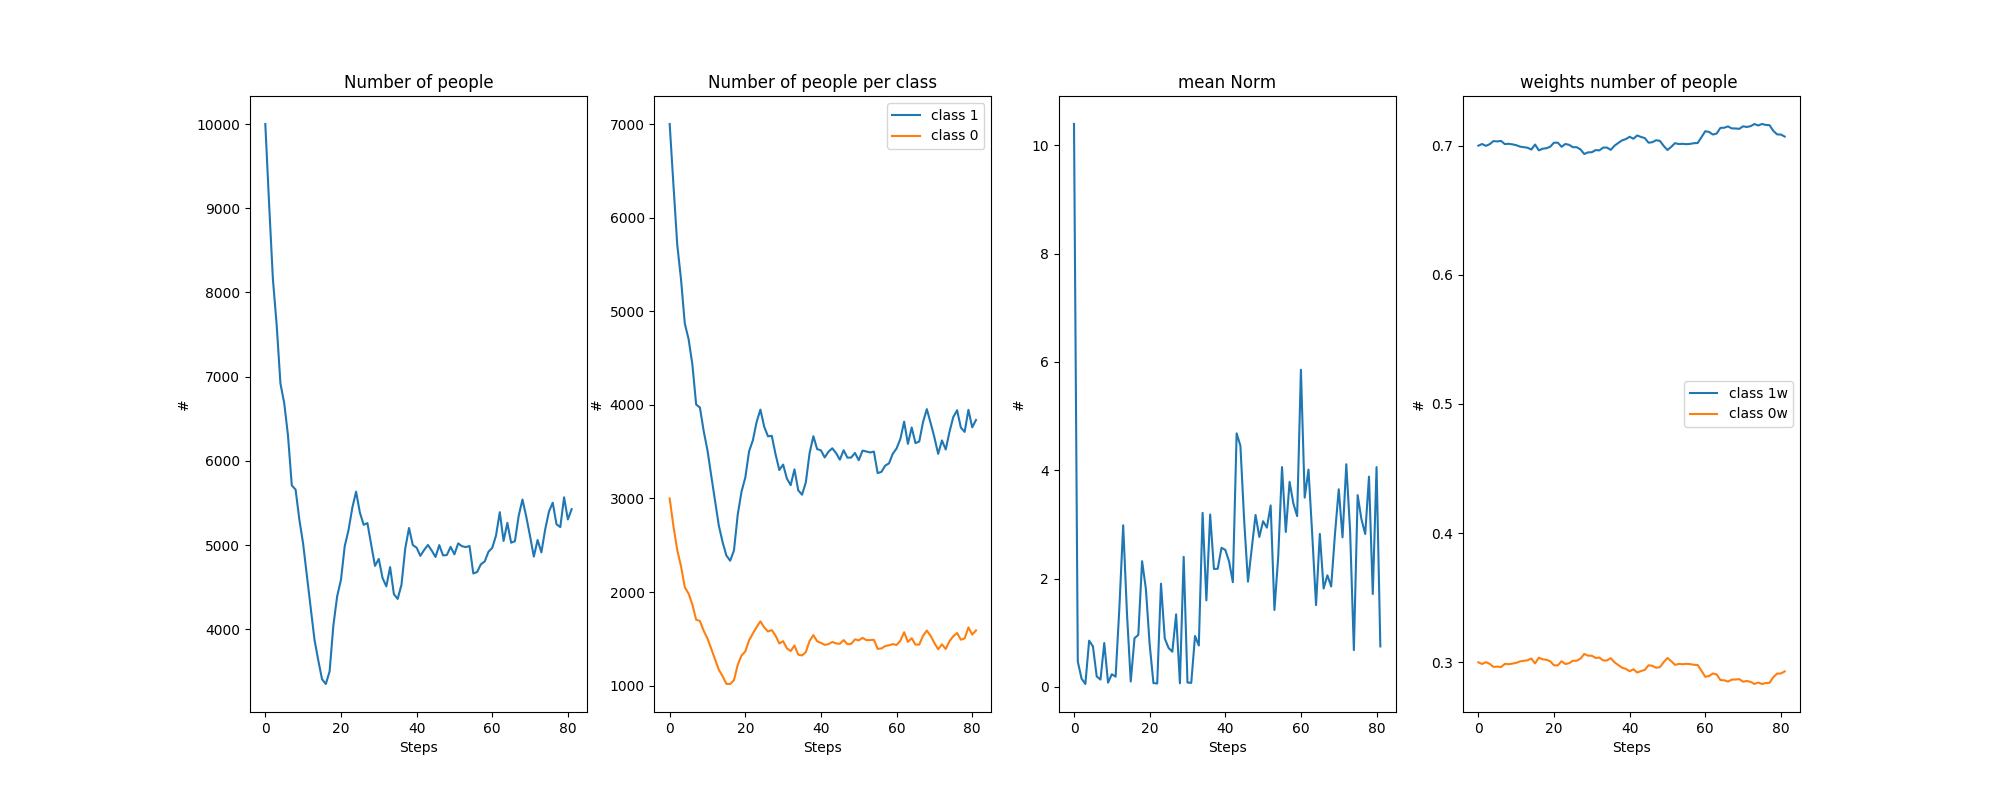 Number of people
10000
9000
8000
7000
6000
5000
4000
#
0 20 40 60 80
Steps
Number of people per class
class 1
class 0
7000
6000
5000
4000
3000
2000
1000
#
0 20 40 60 80
Steps
mean Norm
10
8
6
4
2
0
#
0 20 40 60 80
Steps
weights number of people
0.7
0.6
0.5
0.4
0.3
#
class 1w
class 0w
0 20 40 60 80
Steps